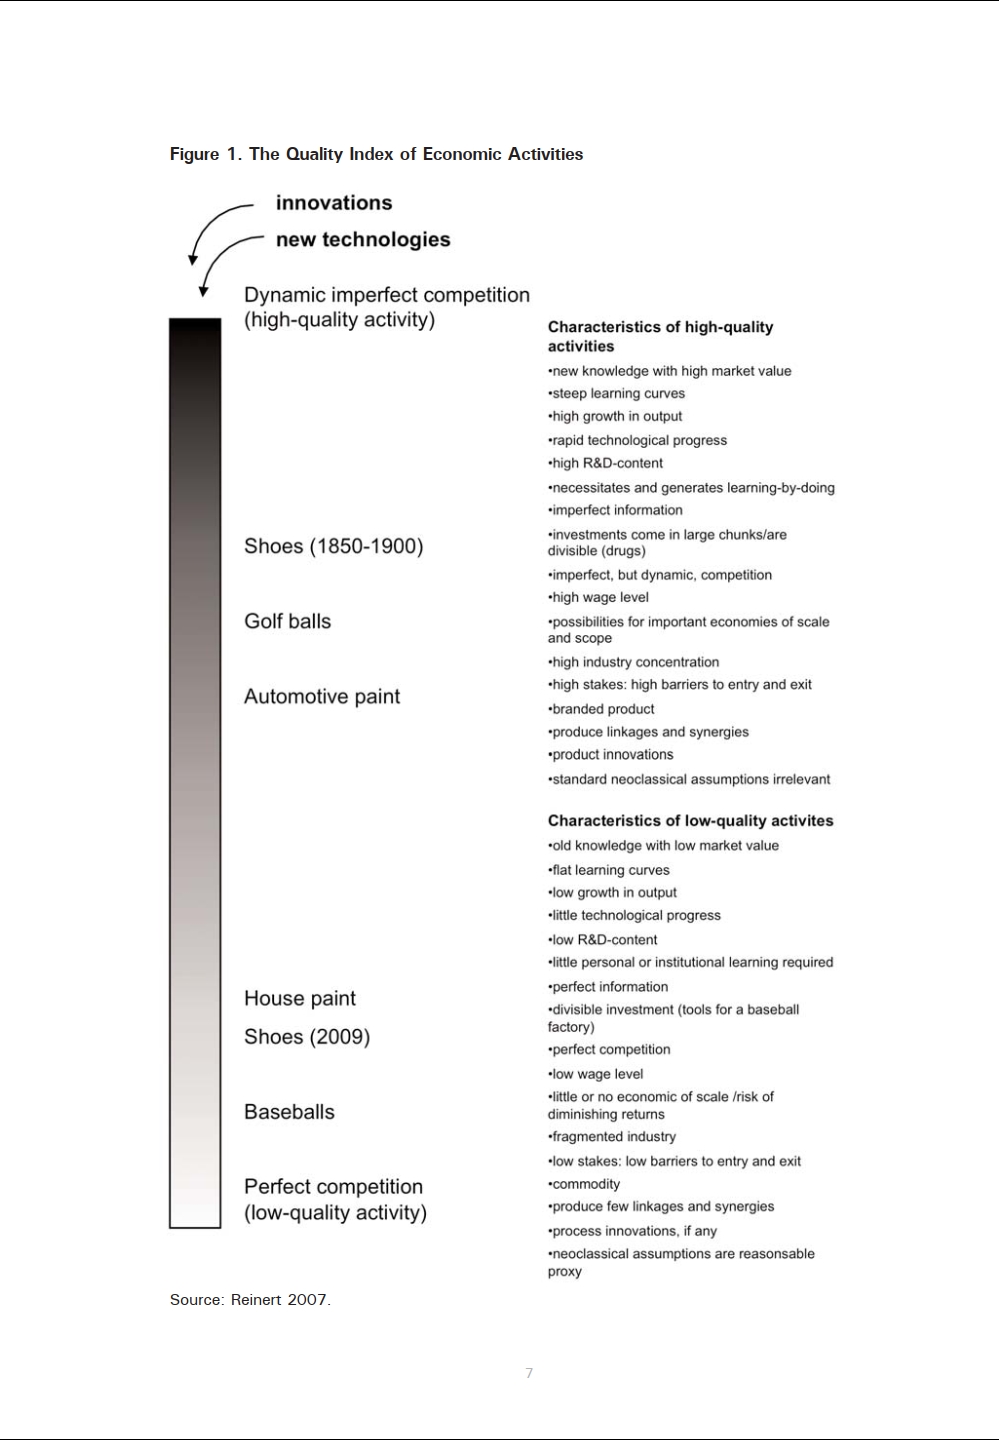 Figure 1. The Quality Index of Economic Activities
innovations
new technologies
Dynamic imperfect competition
(high-quality activity)
Shoes (1850-1900)
Golf balls
Automotive paint
House paint
Shoes (2009)
Baseballs
Perfect competition
(low-quality activity)
Characteristics of high-quality
activities
•new knowledge with high market value
•steep learning curves
•high growth in output
•rapid technological progress
•high R&D-content
•necessitates and generates learning-by-doing
•imperfect information
•investments come in large chunks/are
divisible (drugs)
•imperfect, but dynamic, competition
•high wage level
•possibilities for important economies of scale
and scope
•high industry concentration
•high stakes: high barriers to entry and exit
•branded product
•produce linkages and synergies
•product innovations
•standard neoclassical assumptions irrelevant
Characteristics of low-quality activites
•old knowledge with low market value
•flat learning curves
•low growth in output
•little technological progress
•low R&D-content
•little personal or institutional learning required
•perfect information
•divisible investment (tools for a baseball
factory)
•perfect competition
•low wage level
•little or no economic of scale /risk of
diminishing returns
•fragmented industry
•low stakes: low barriers to entry and exit
•commodity
•produce few linkages and synergies
•process innovations, if any
•neoclassical assumptions are reasonsable
proxy
Source: Reinert 2007.
7